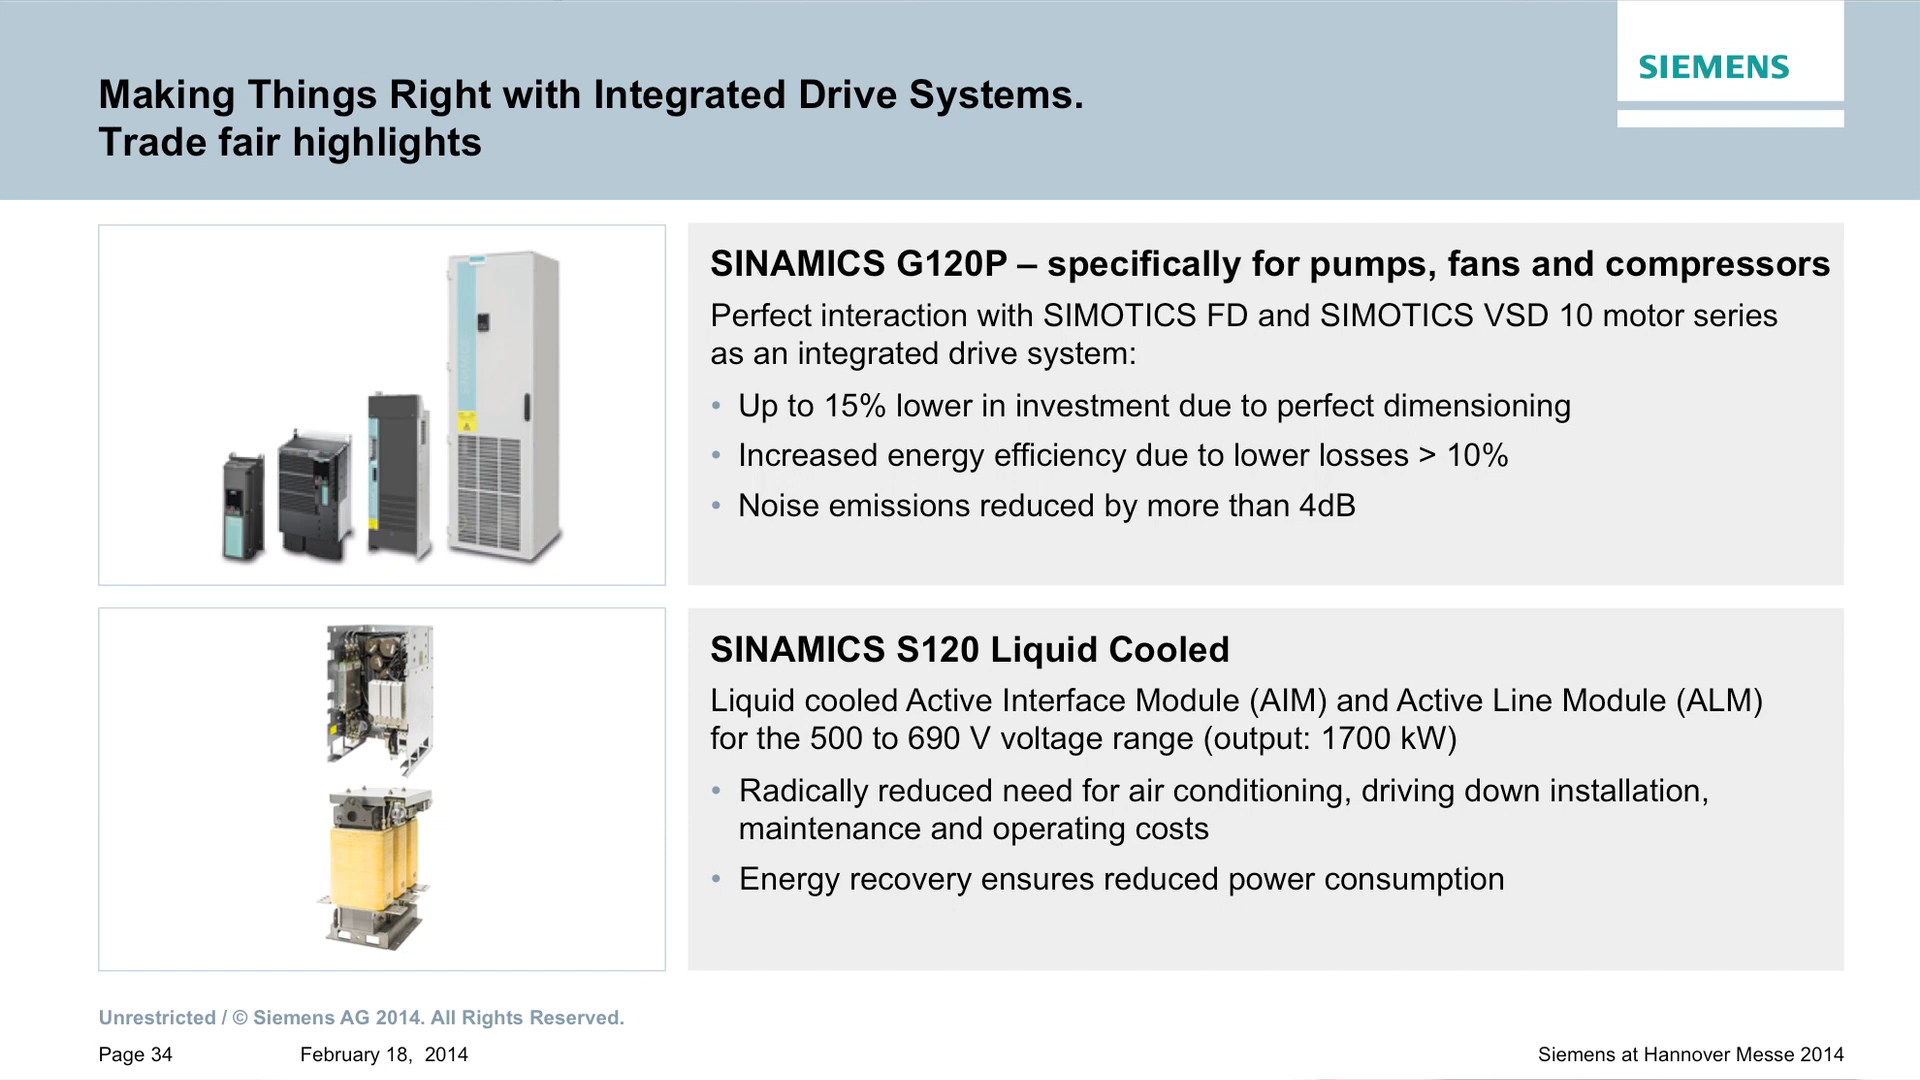 SIEMENS
Making Things Right with Integrated Drive Systems.
Trade fair highlights
SINAMICS G120P – specifically for pumps, fans and compressors
Perfect interaction with SIMOTICS FD and SIMOTICS VSD 10 motor series
as an integrated drive system:
• Up to 15% lower in investment due to perfect dimensioning
• Increased energy efficiency due to lower losses > 10%
• Noise emissions reduced by more than 4dB
SINAMICS S120 Liquid Cooled
Liquid cooled Active Interface Module (AIM) and Active Line Module (ALM)
for the 500 to 690 V voltage range (output: 1700 kW)
• Radically reduced need for air conditioning, driving down installation,
maintenance and operating costs
• Energy recovery ensures reduced power consumption
Unrestricted / © Siemens AG 2014. All Rights Reserved.
Page 34 February 18, 2014 Siemens at Hannover Messe 2014